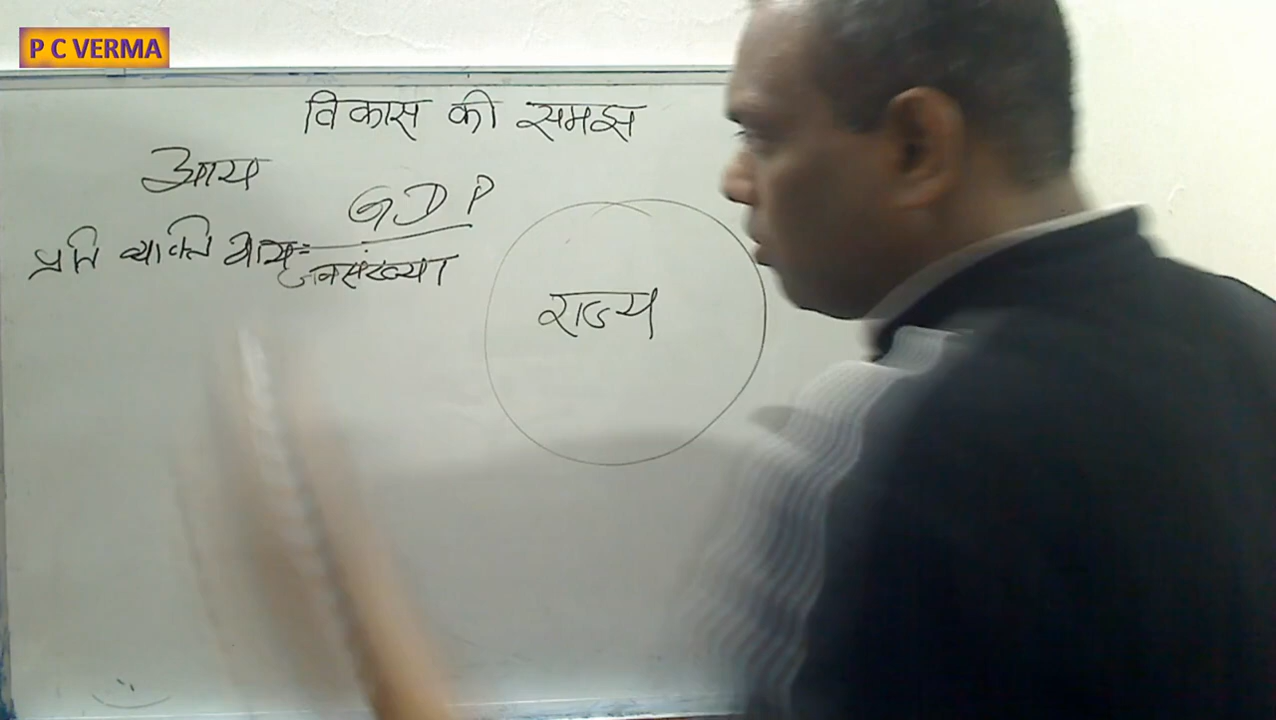 P C VERMA
विकास की समझ
आय
प्रति व्यक्ति आय = GDP
जनसंख्या
राज्य